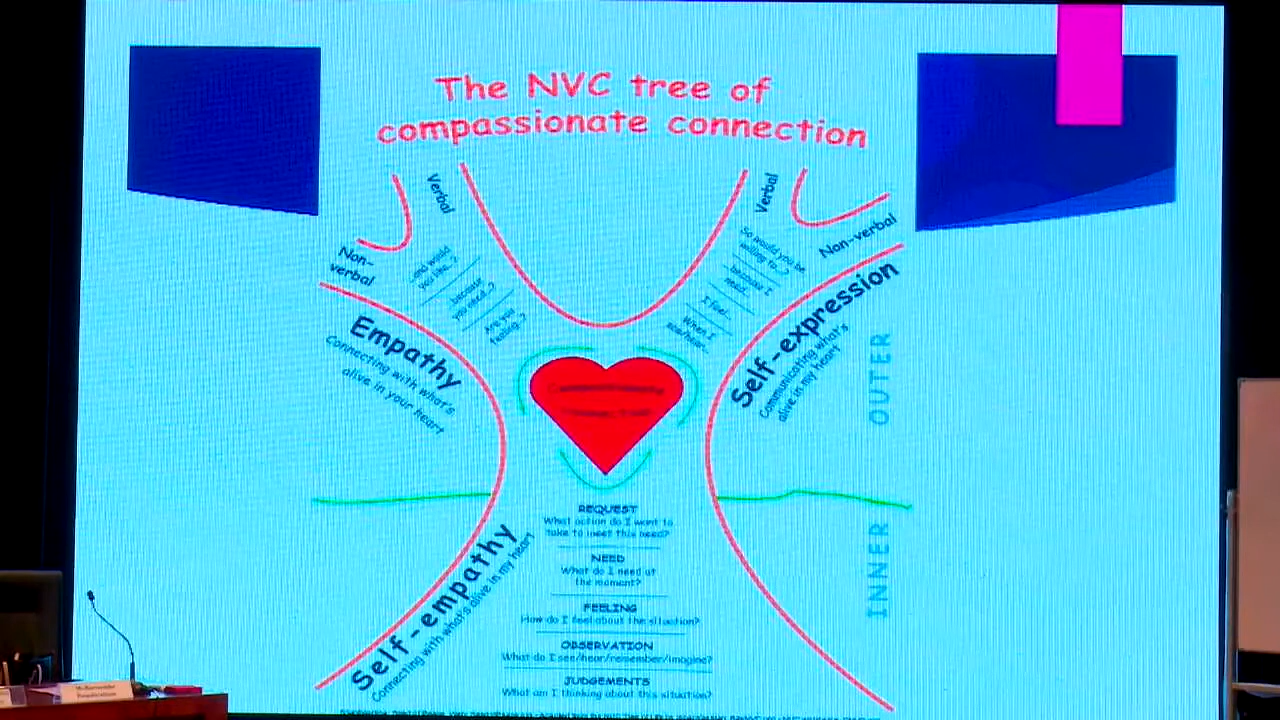 The NVC tree of
compassionate connection
Verbal
Verbal
Non-
verbal
Non-verbal
and would
you like..?
because
you need..?
Are you
feeling..?
So would you be
willing to..?
because I
need..
I feel
When I
see/hear..
Empathy
Connecting with what's
alive in your heart
Self-expression
Communicating what's
alive in my heart
OUTER
INNER
REQUEST
What action do I want to
take to meet this need?
NEED
What do I need at
the moment?
FEELING
How do I feel about the situation?
OBSERVATION
What do I see/hear/remember/imagine?
JUDGEMENTS
What am I thinking about this situation?
Self-empathy
Connecting with what's alive in my heart